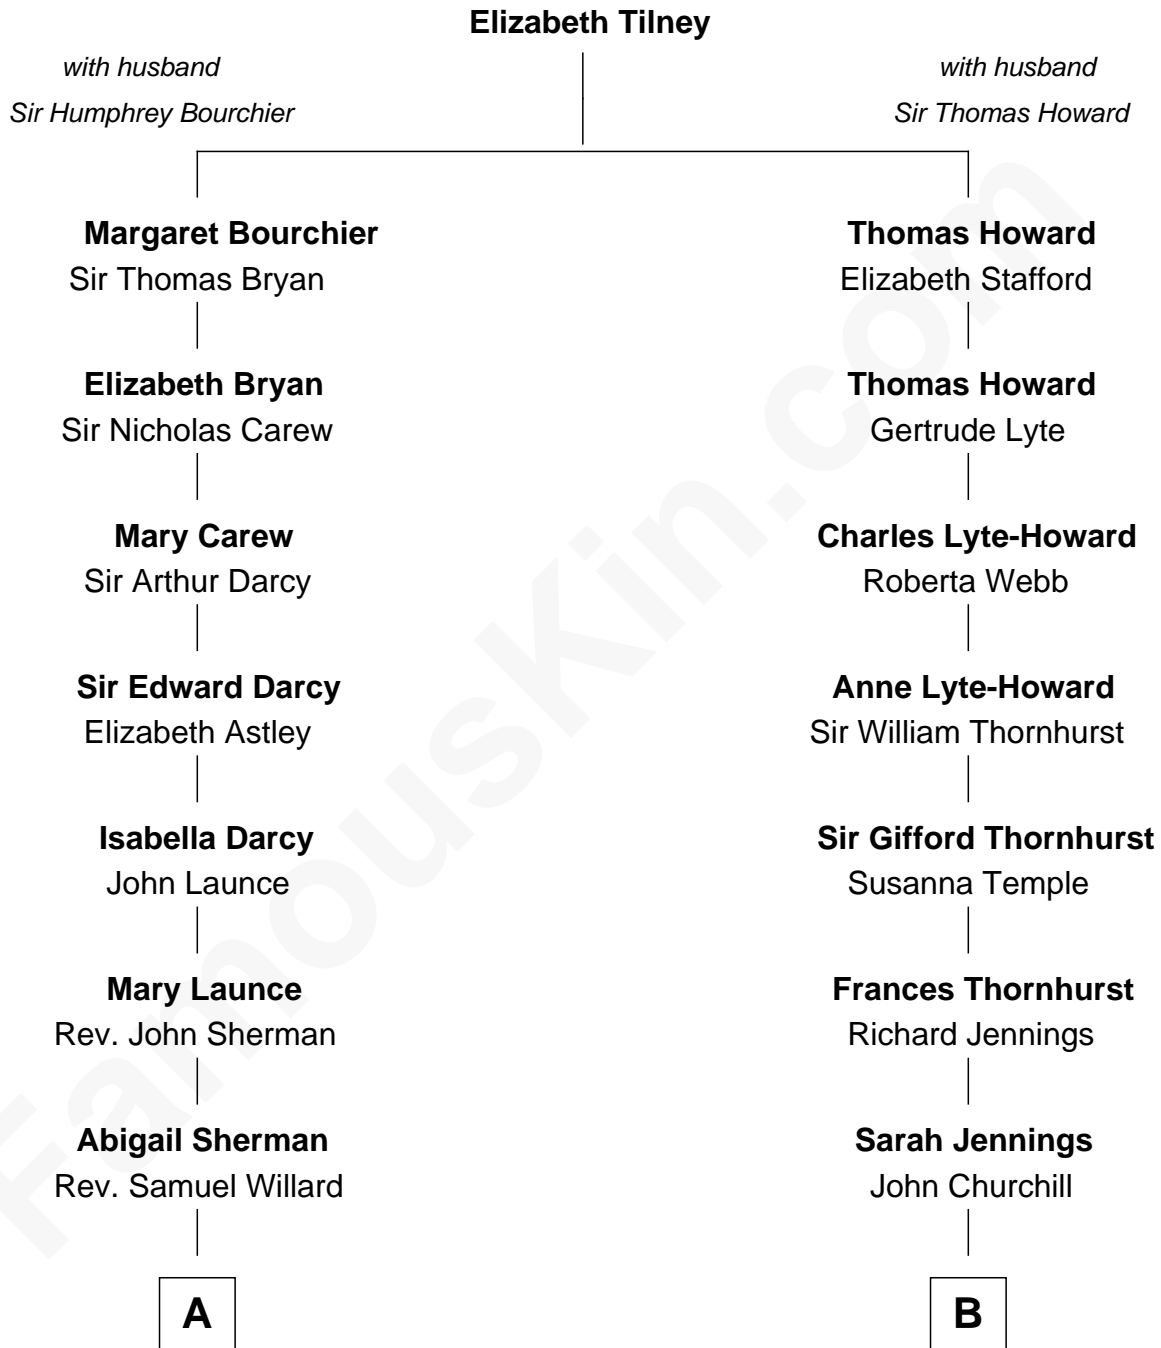 Elizabeth Tilney
with husband
Sir Humphrey Bourchier
with husband
Sir Thomas Howard
Margaret Bourchier
Sir Thomas Bryan
Thomas Howard
Elizabeth Stafford
Elizabeth Bryan
Sir Nicholas Carew
Thomas Howard
Gertrude Lyte
Mary Carew
Sir Arthur Darcy
Charles Lyte-Howard
Roberta Webb
Sir Edward Darcy
Elizabeth Astley
Anne Lyte-Howard
Sir William Thornhurst
Isabella Darcy
John Launce
Sir Gifford Thornhurst
Susanna Temple
Mary Launce
Rev. John Sherman
Frances Thornhurst
Richard Jennings
Abigail Sherman
Rev. Samuel Willard
Sarah Jennings
John Churchill
A
B
FamousKin.com